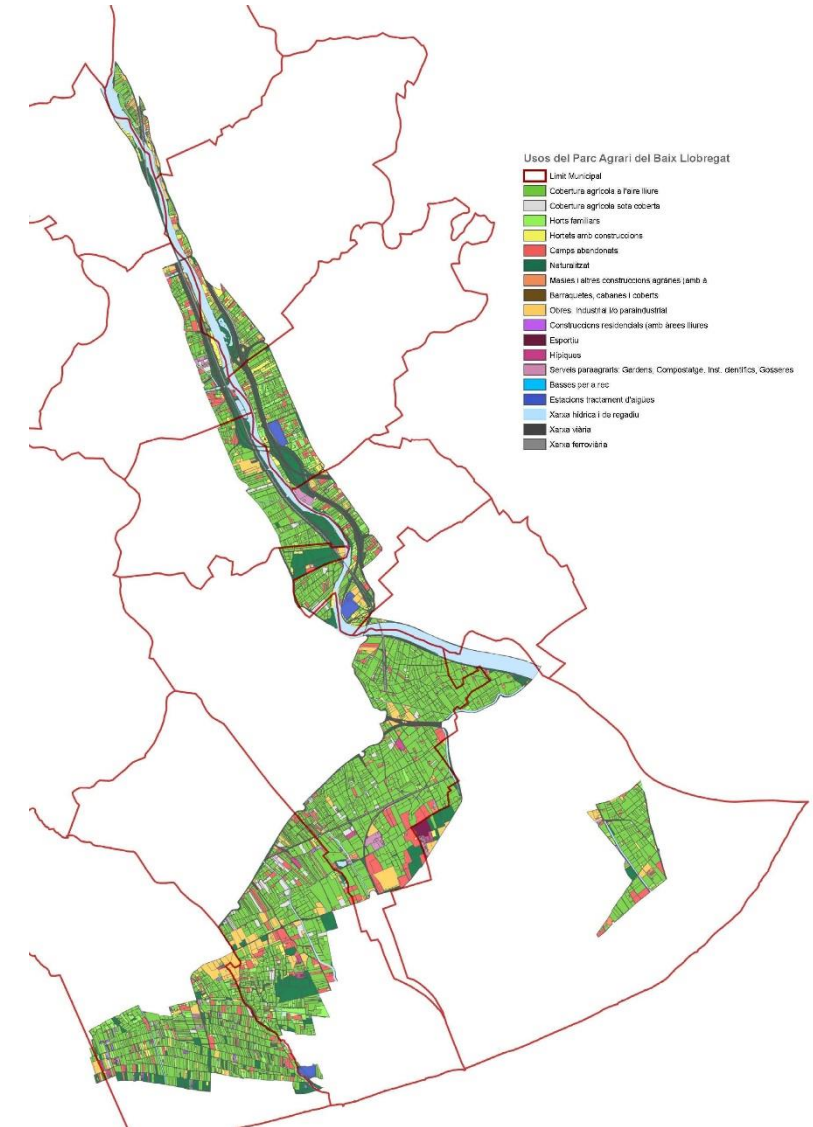 Usos del Parc Agrari del Baix Llobregat
Límit Municipal
Cobertura agrícola a l'aire lliure
Cobertura agrícola sota coberta
Horts familiars
Hortets amb construccions
Camps abandonats
Naturalitzat
Masies i altres construccions agràries (amb à
Barraquetes, cabanes i coberts
Obres. Industrial i/o paraindustrial
Construccions residencials (amb àrees lliures
Esportiu
Hípiques
Serveis paraagraris: Gardens, Compostatge, Inst. científics, Gosseres
Basses per a rec
Estacions tractament d'aigües
Xarxa hídrica i de regadiu
Xarxa viària
Xarxa ferroviària